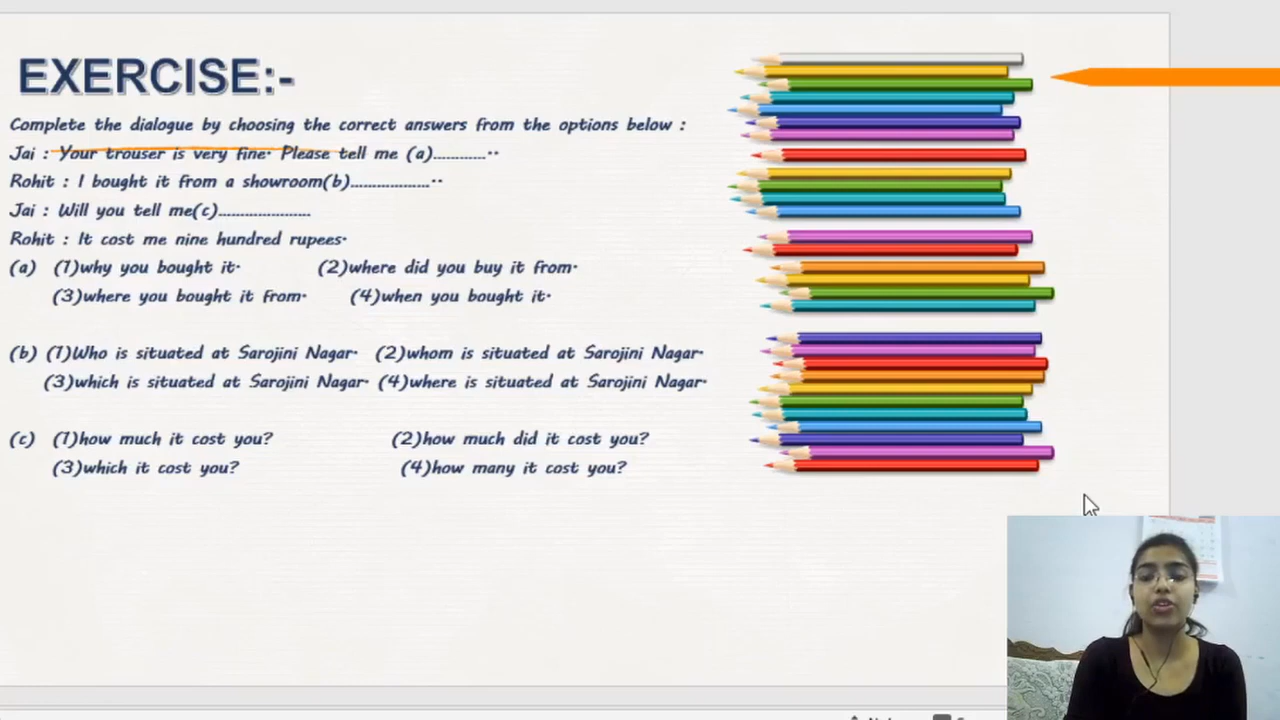 EXERCISE:-
Complete the dialogue by choosing the correct answers from the options below :
Jai : Your trouser is very fine. Please tell me (a)..............
Rohit : I bought it from a showroom(b)....................
Jai : Will you tell me(c).....................
Rohit : It cost me nine hundred rupees.
(a) (1)why you bought it. (2)where did you buy it from.
(3)where you bought it from. (4)when you bought it.
(b) (1)Who is situated at Sarojini Nagar. (2)whom is situated at Sarojini Nagar.
(3)which is situated at Sarojini Nagar. (4)where is situated at Sarojini Nagar.
(c) (1)how much it cost you? (2)how much did it cost you?
(3)which it cost you? (4)how many it cost you?